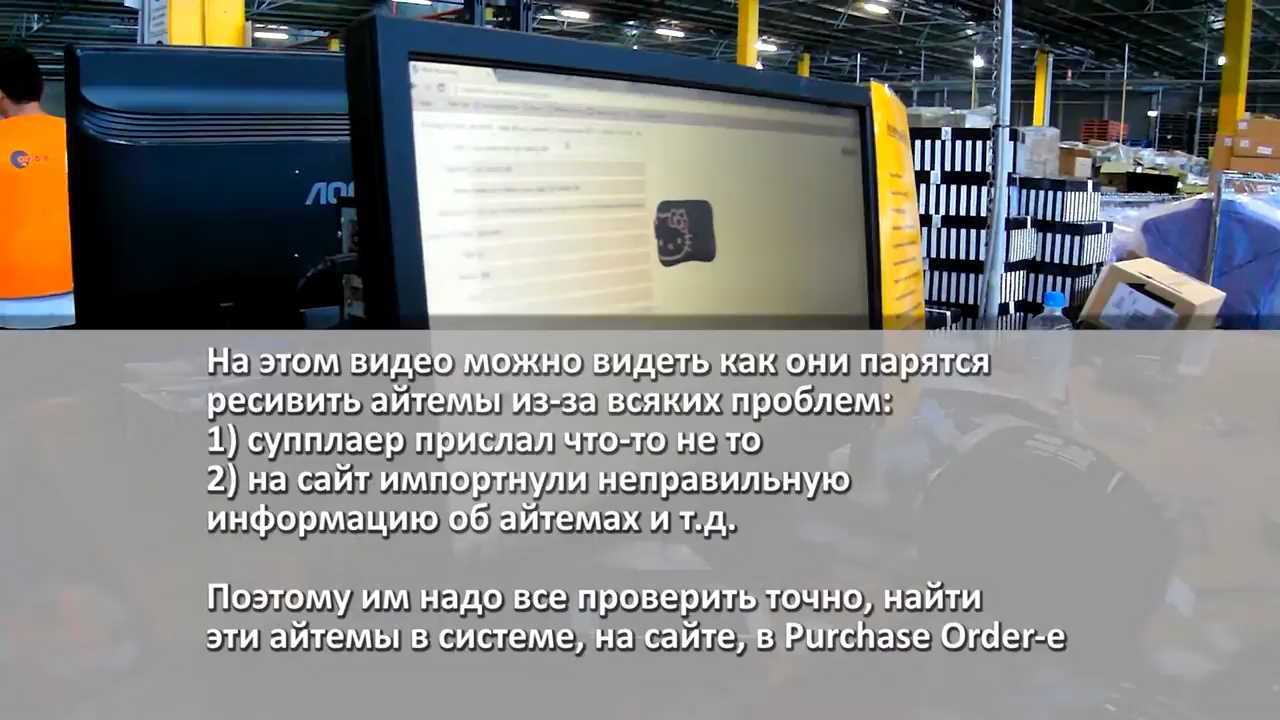 AOC
На этом видео можно видеть как они парятся
ресивить айтемы из-за всяких проблем:
1) супплаер прислал что-то не то
2) на сайт импортнули неправильную
информацию об айтемах и т.д.
Поэтому им надо все проверить точно, найти
эти айтемы в системе, на сайте, в Purchase Order-е